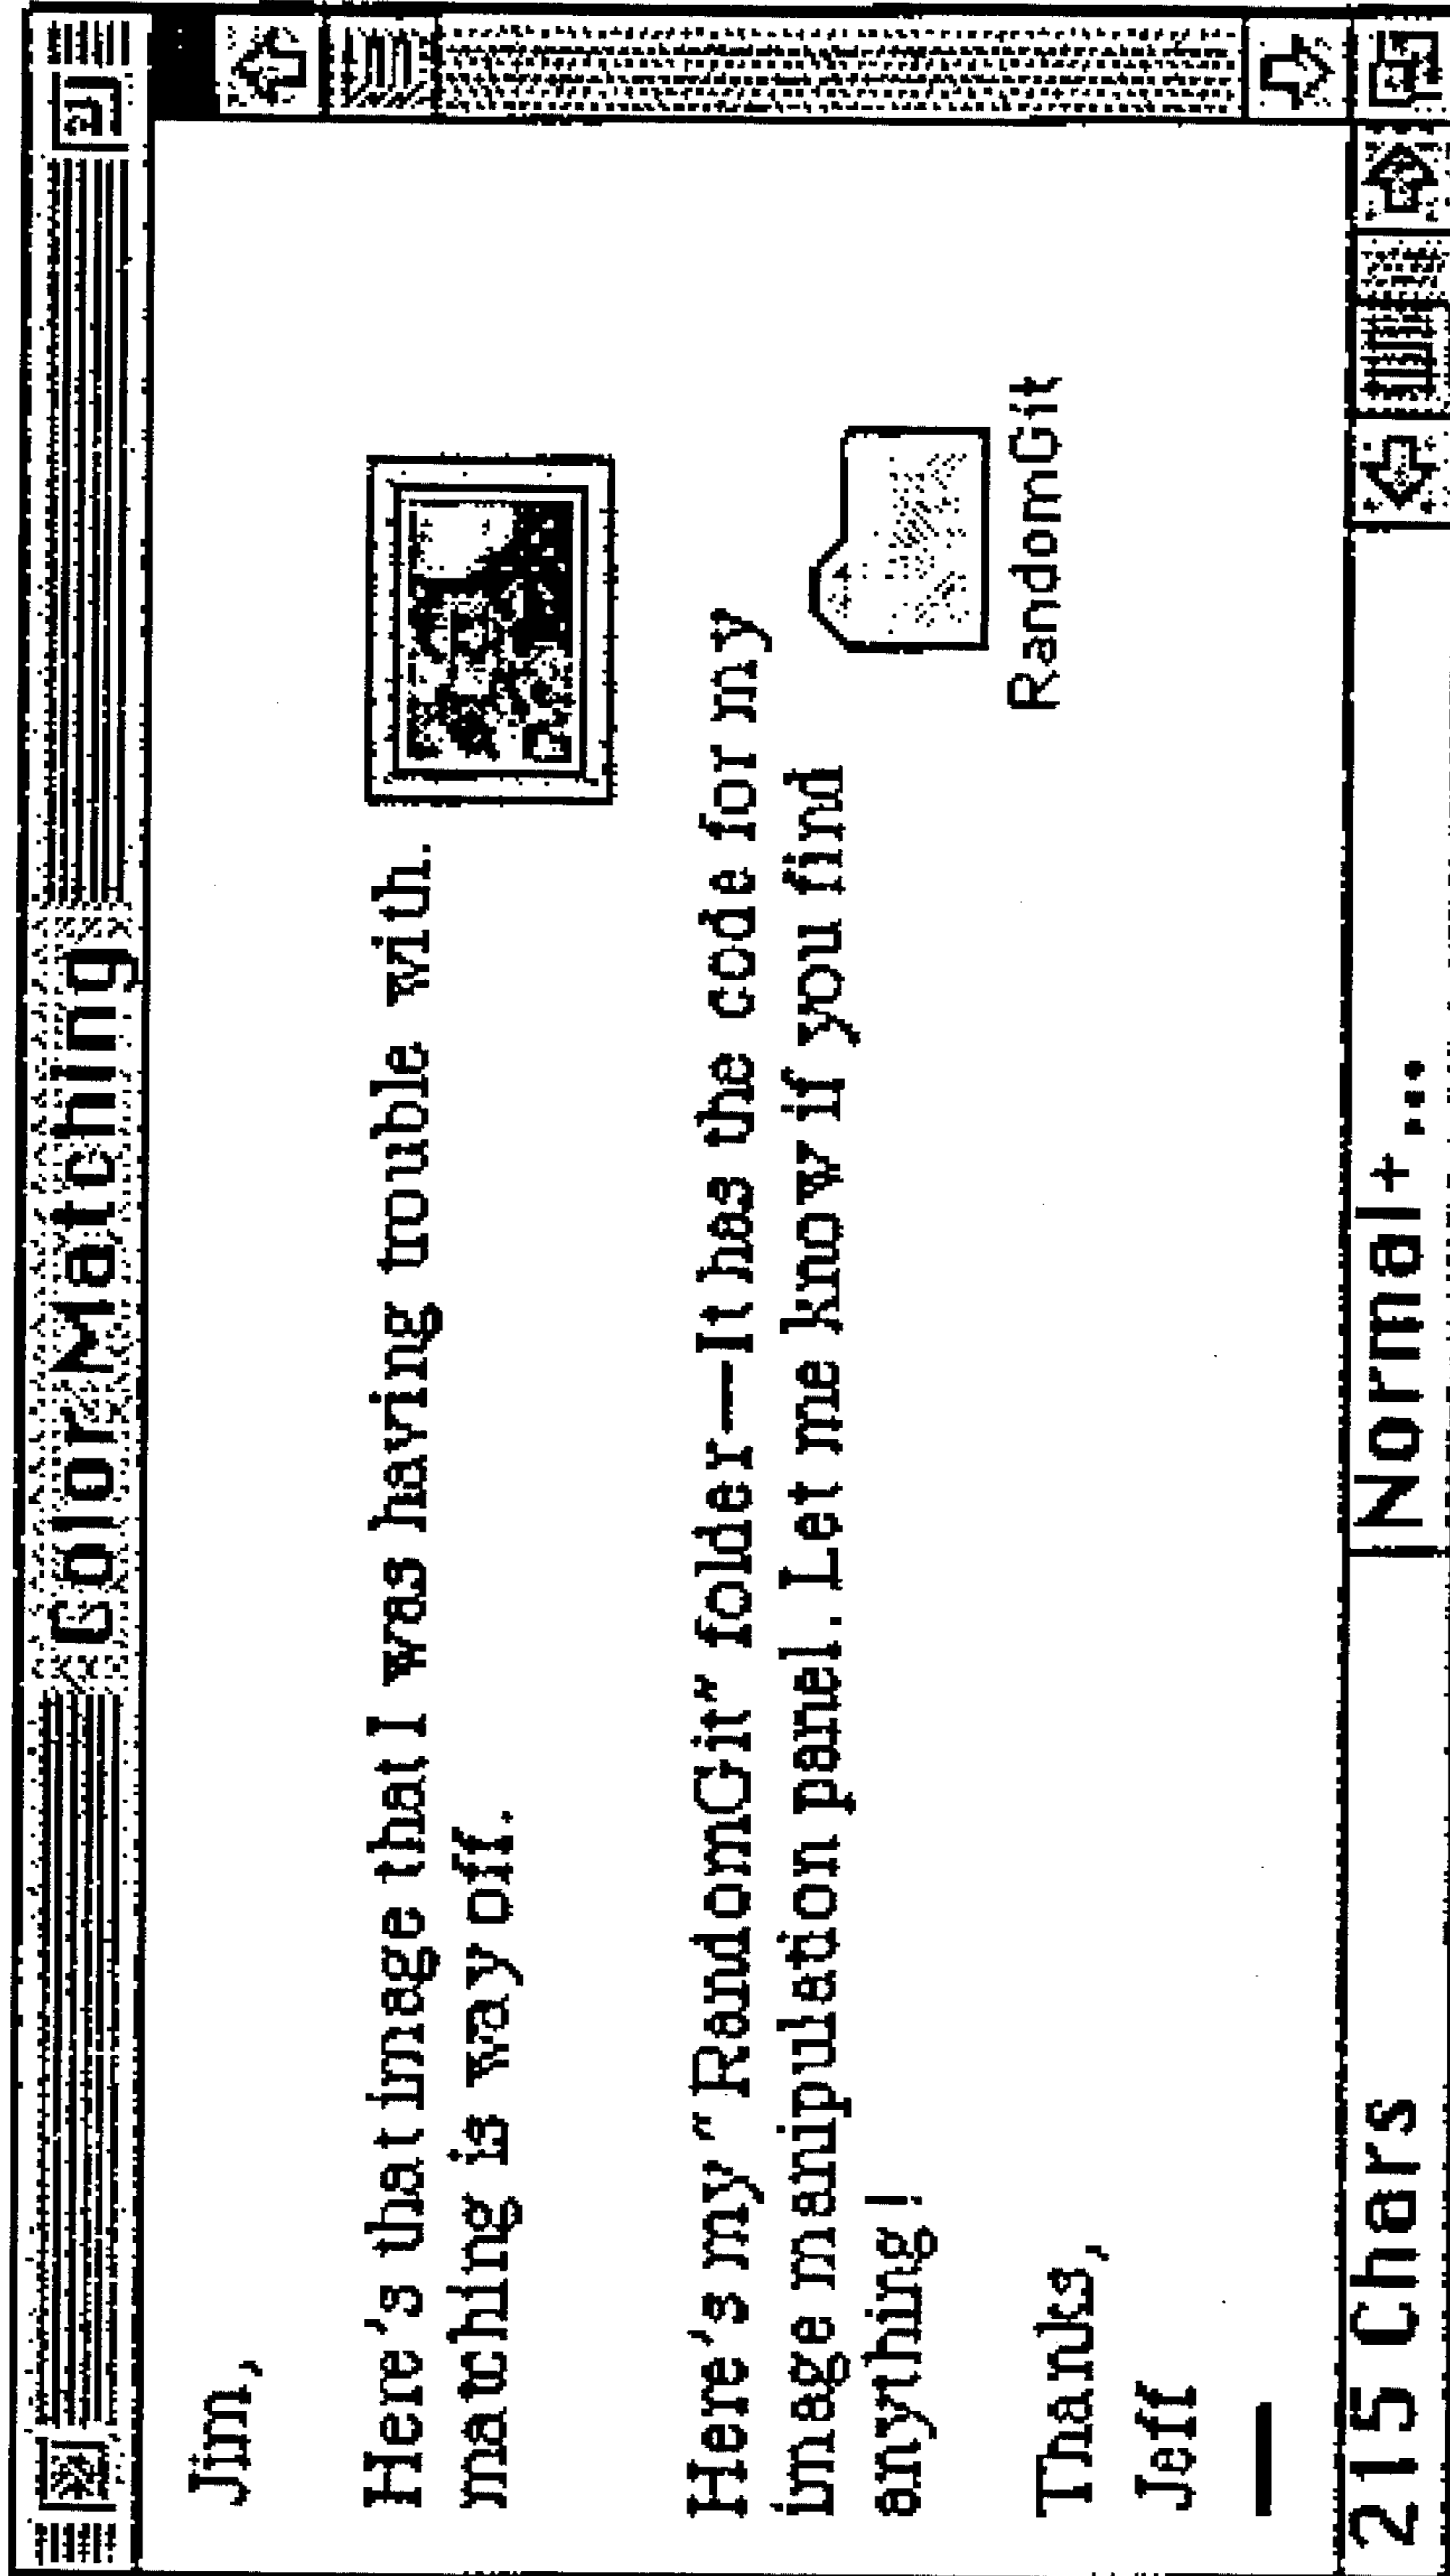 Color Matching
Jim,
Here's that image that I was having trouble with.
matching is way off.
Here's my "RandomGit" folder—It has the code for my
image manipulation panel. Let me know if you find
anything!
RandomGit
Thanks,
Jeff
215 Chars
Normal+...